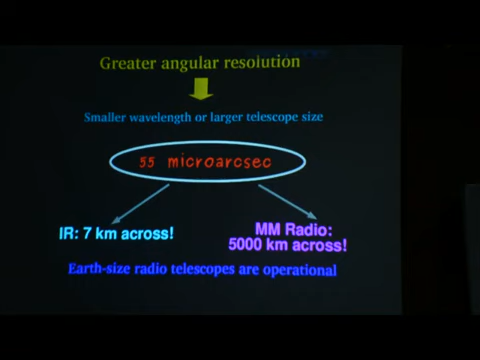 Greater angular resolution
Smaller wavelength or larger telescope size
55 microarcsec
IR: 7 km across!
MM Radio:
5000 km across!
Earth-size radio telescopes are operational